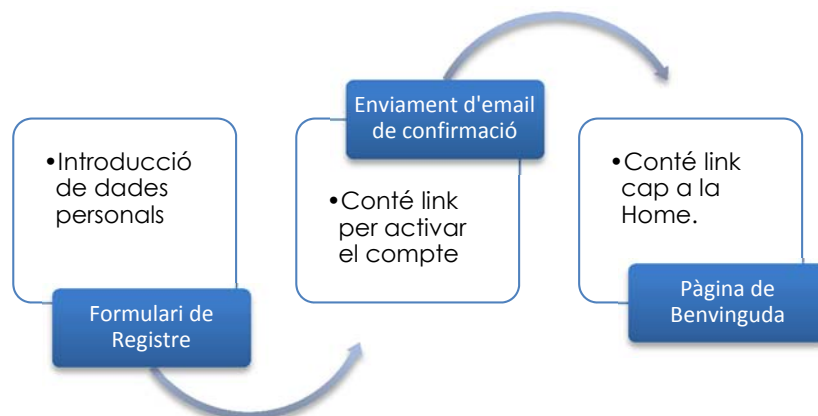 •Introducció
de dades
personals
Formulari de
Registre
Enviament d'email
de confirmació
•Conté link
per activar
el compte
•Conté link
cap a la
Home.
Pàgina de
Benvinguda